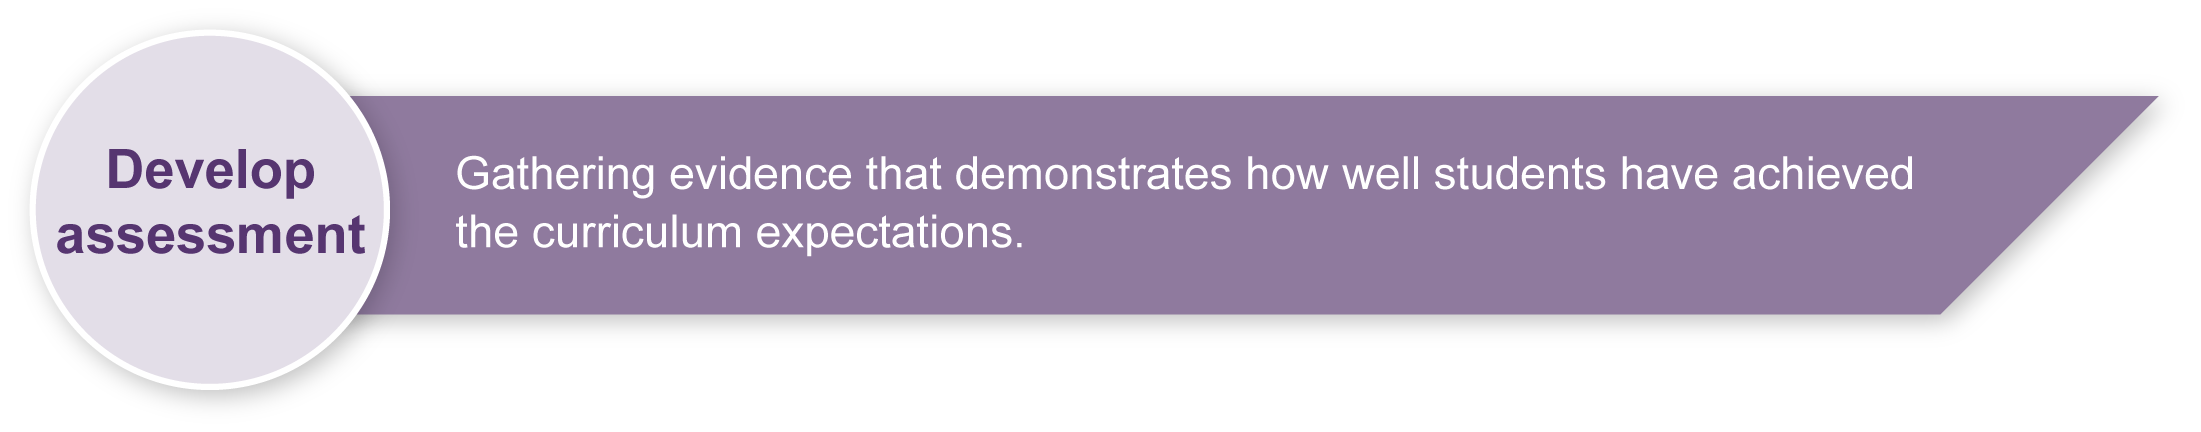 Develop
assessment
Gathering evidence that demonstrates how well students have achieved
the curriculum expectations.